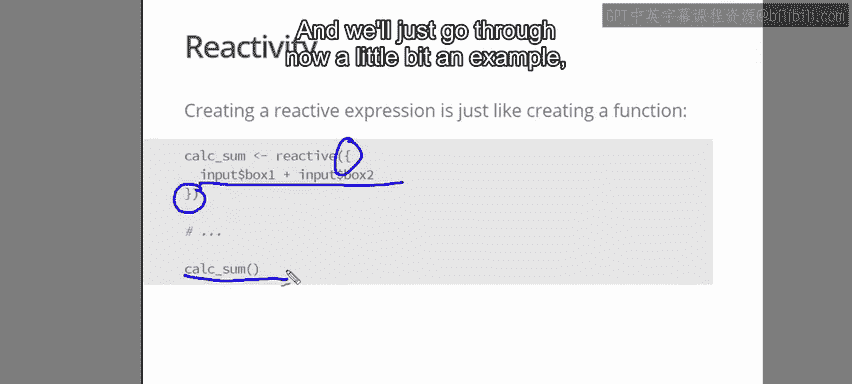 GPT中英字幕课程资源@bilibili.com
And we'll just go through
now a little bit an example,
Reactivity
Creating a reactive expression is just like creating a function:
calc_sum <- reactive({
input$box1 + input$box2
})
# ...
calc_sum()